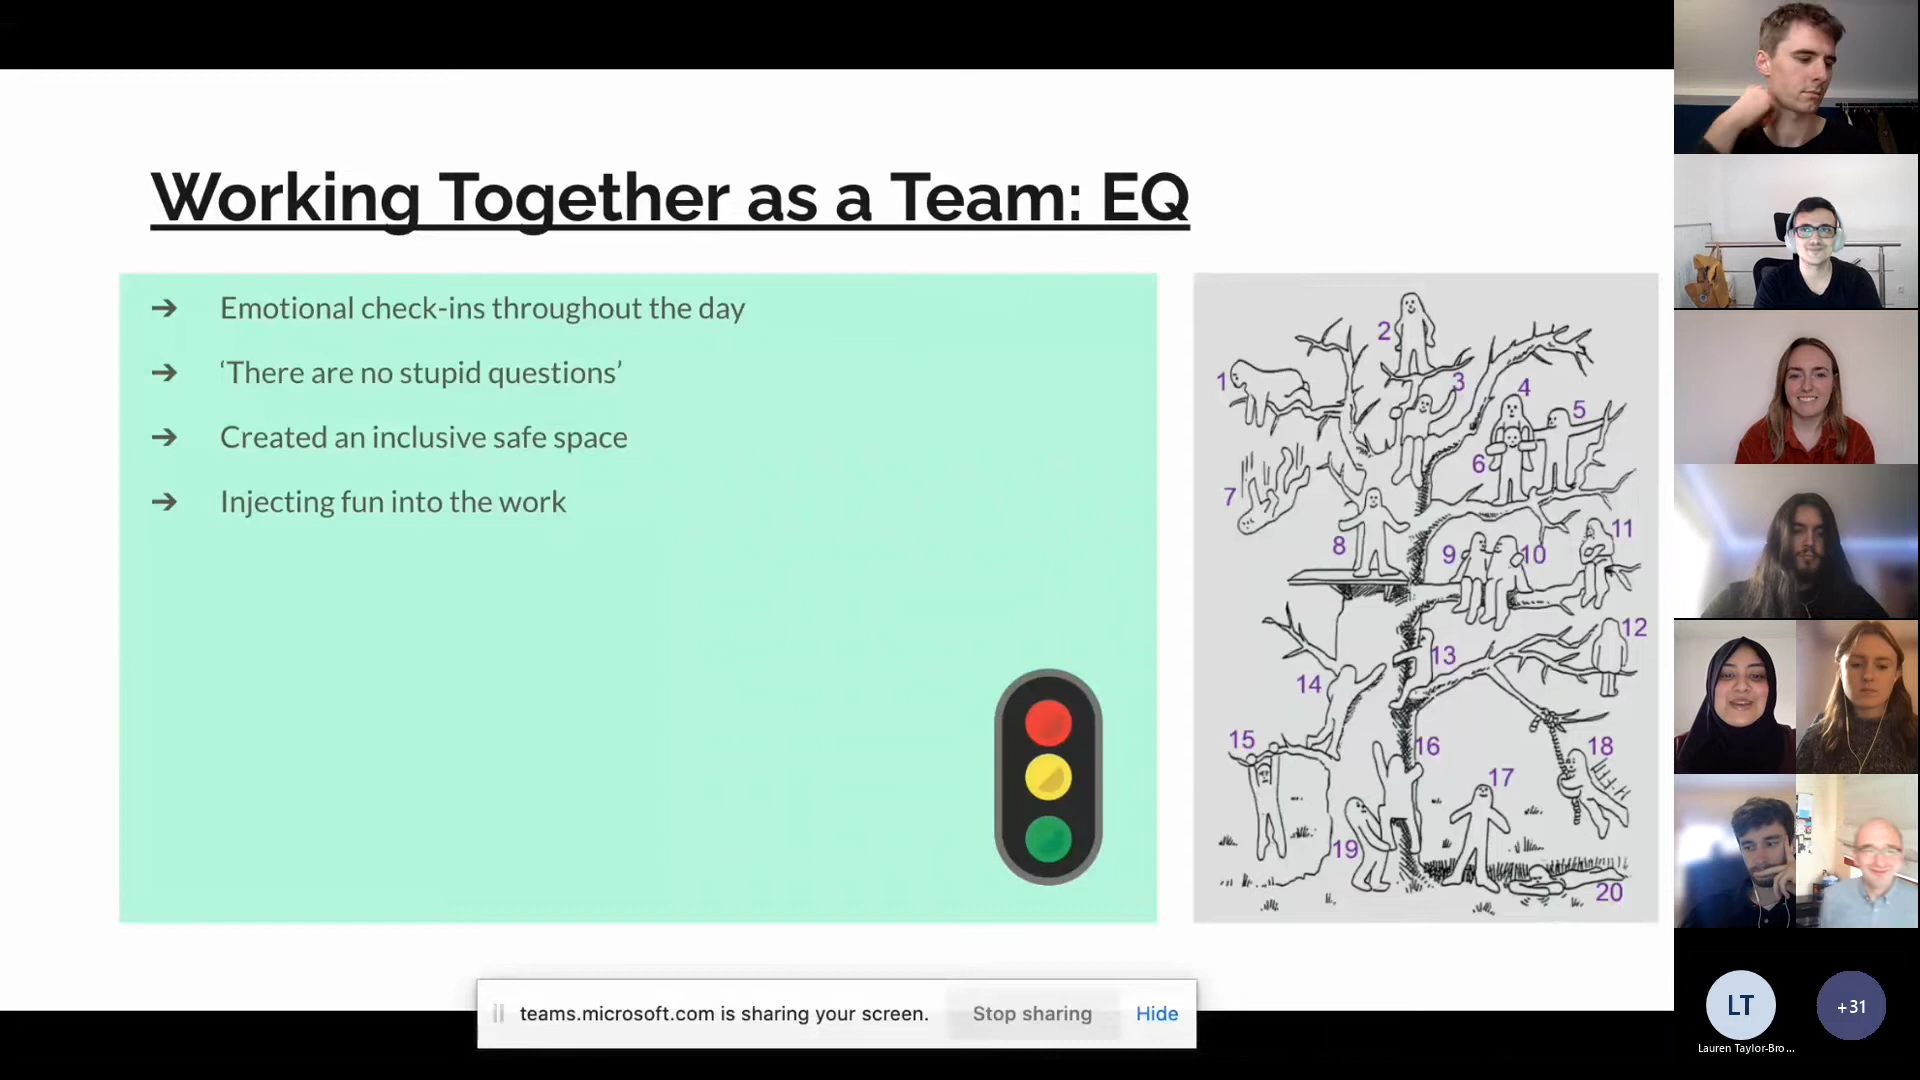 Working Together as a Team: EQ
➔ Emotional check-ins throughout the day
➔ ‘There are no stupid questions’
➔ Created an inclusive safe space
➔ Injecting fun into the work
2
1
3
4
5
6
7
8
9
10
11
12
13
14
15
16
17
18
19
20
teams.microsoft.com is sharing your screen.
Stop sharing
Hide
LT
+31
Lauren Taylor-Bro...